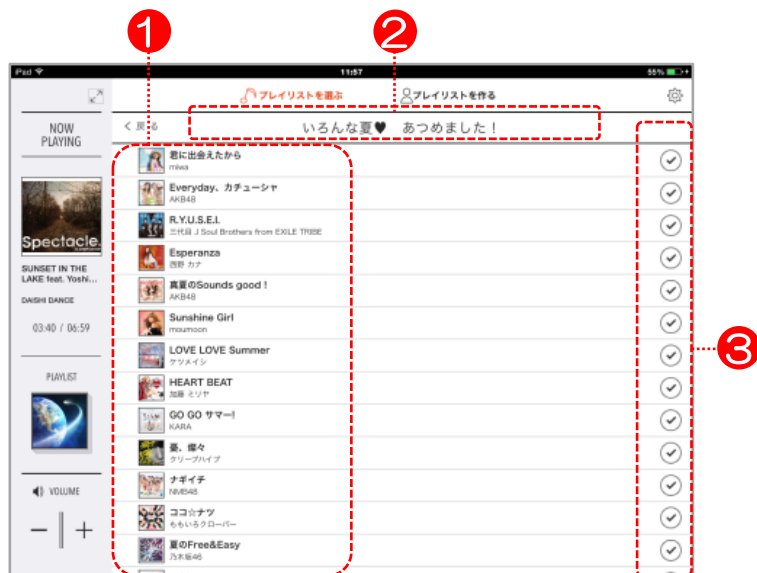 1
2
iPad
11:57
55%
プレイリストを選ぶ
プレイリストを作る
NOW
PLAYING
戻る
いろんな夏♥ あつめました！
君に出会えたから
miwa
Everyday、カチューシャ
AKB48
R.Y.U.S.E.I.
三代目 J Soul Brothers from EXILE TRIBE
Esperanza
西野 カナ
真夏のSounds good !
AKB48
Sunshine Girl
moumoon
LOVE LOVE Summer
ケツメイシ
HEART BEAT
加藤 ミリヤ
GO GO サマー!
KARA
憂、燦々
クリープハイプ
ナギイチ
NMB48
ココ☆ナツ
ももいろクローバー
夏のFree&Easy
乃木坂46
Spectacle.
SUNSET IN THE
LAKE feat. Yoshi...
DAISHI DANCE
03:40 / 06:59
PLAYLIST
VOLUME
3